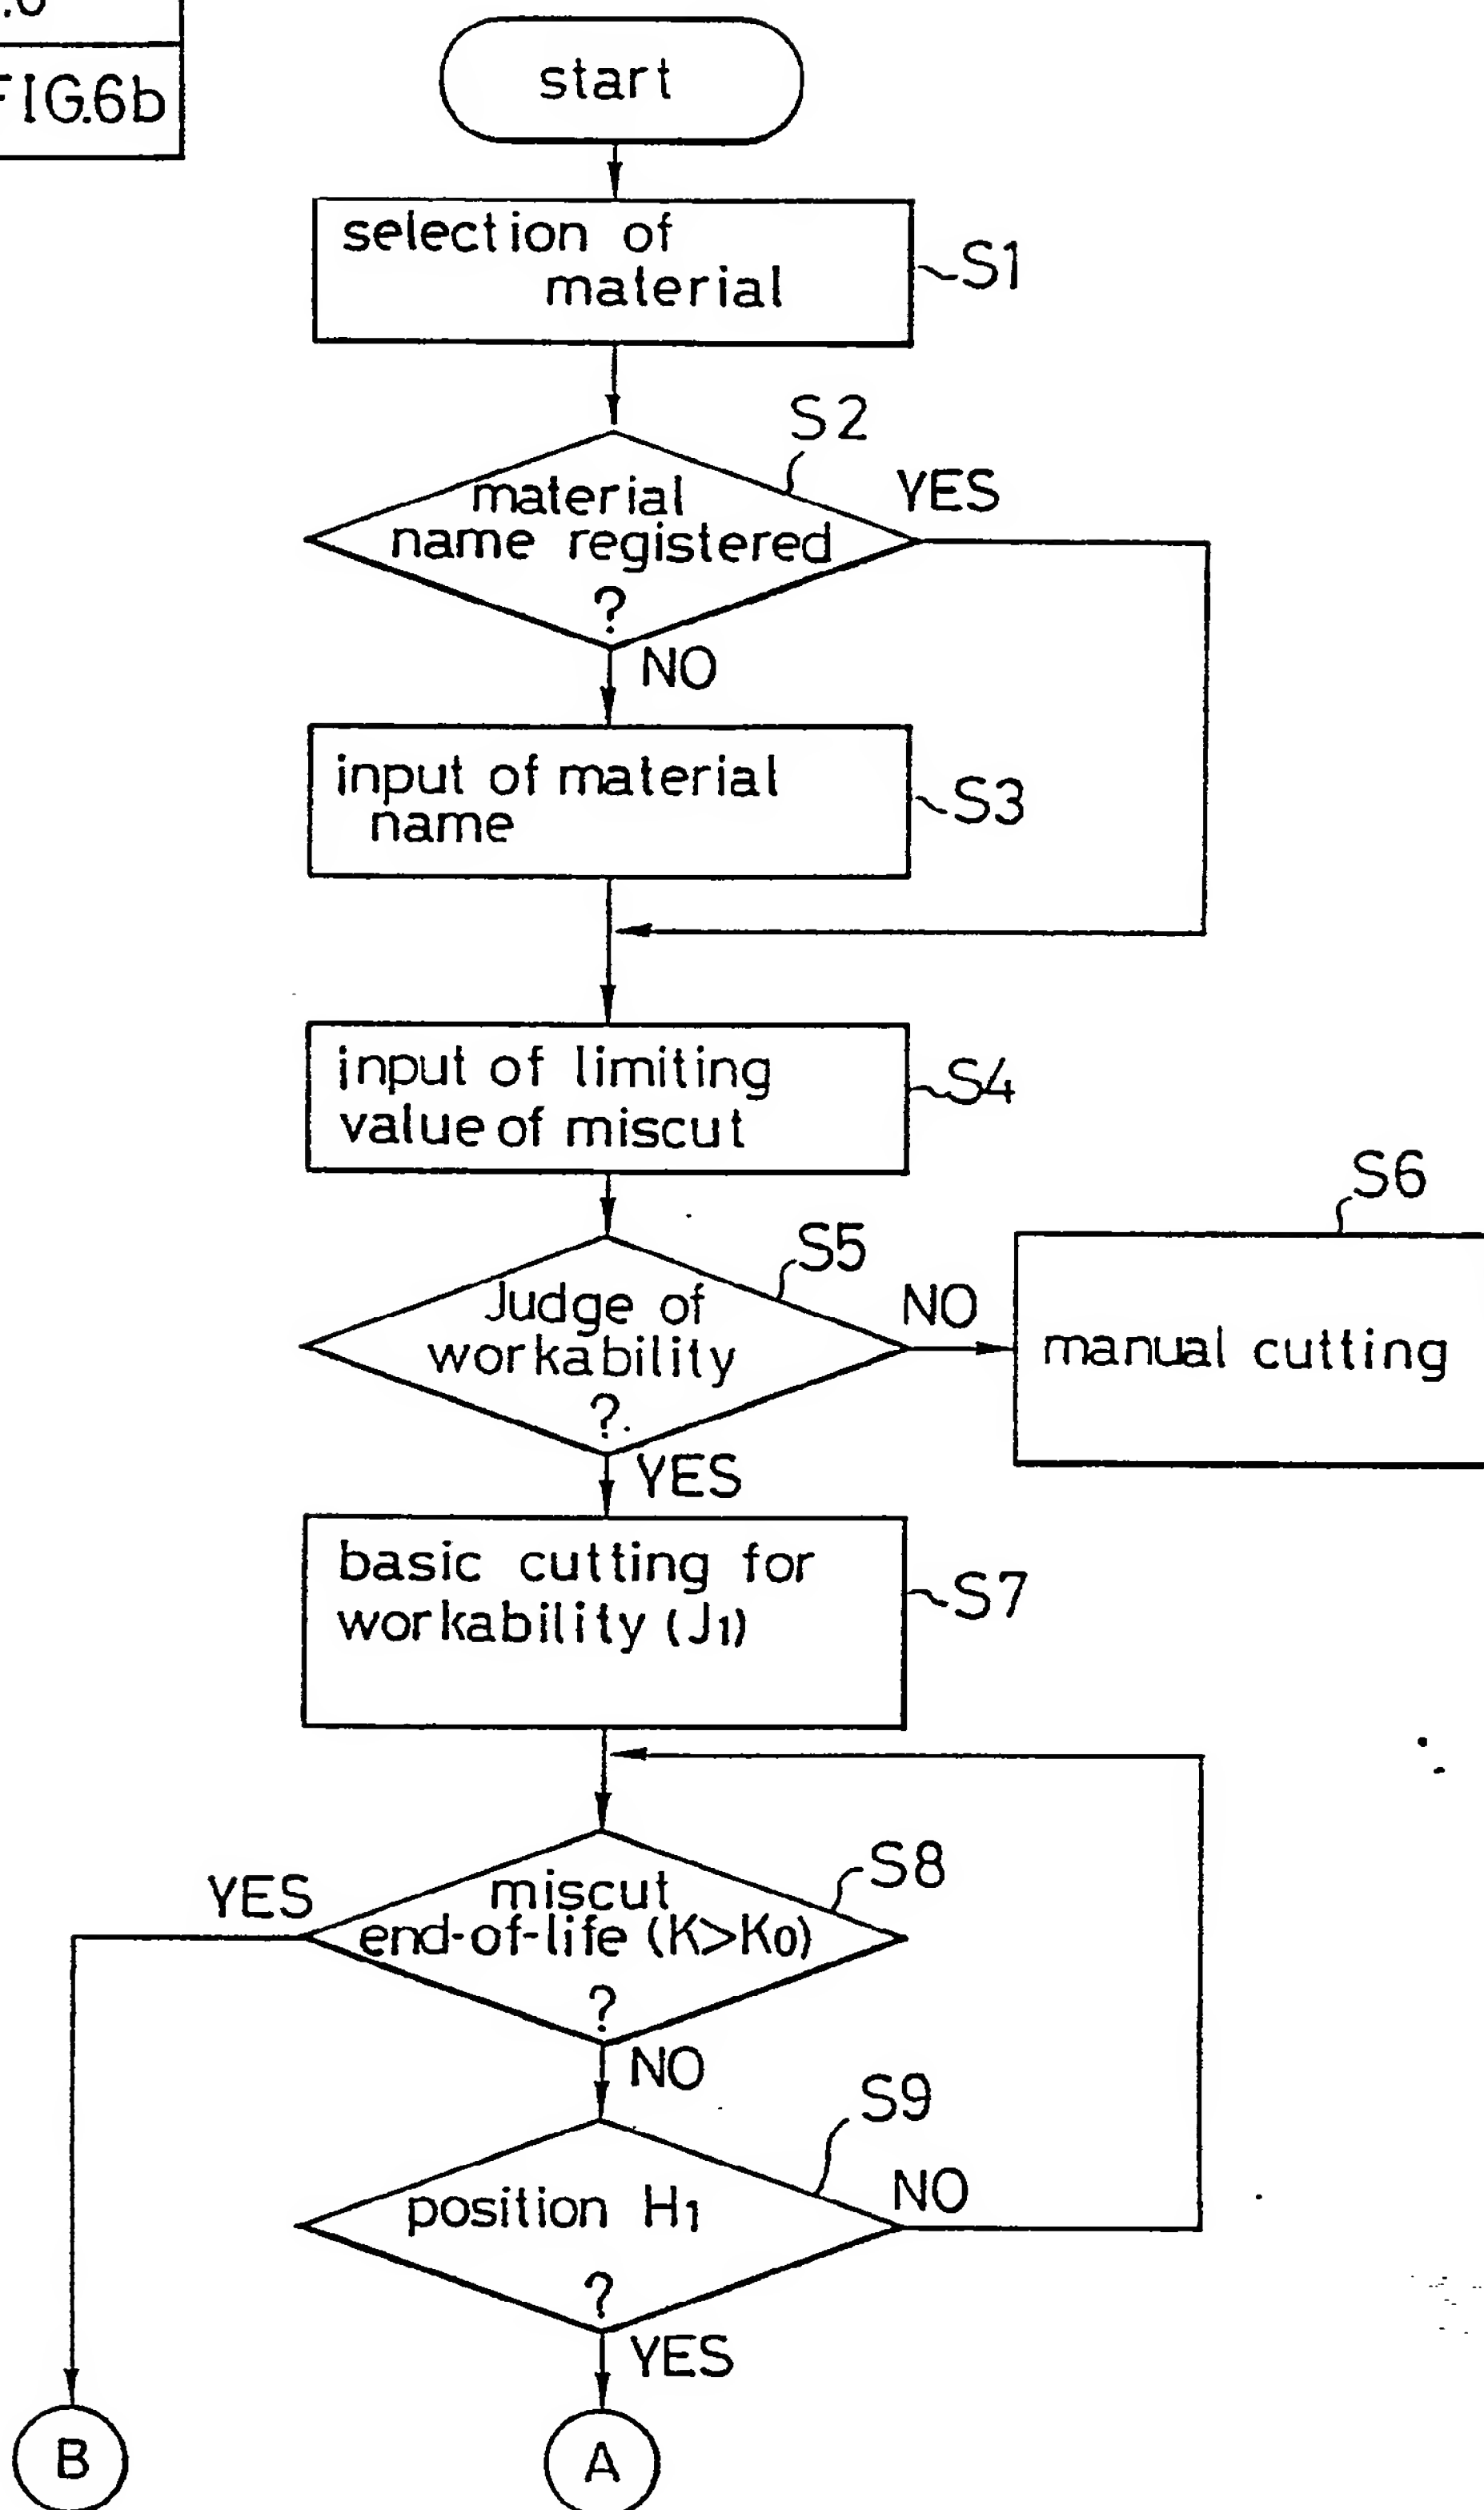 FIG.6b
start
selection of
material
S1
S2
YES
material
name registered
?
NO
input of material
name
S3
input of limiting
value of miscut
S4
S6
S5
Judge of
workability
?
NO
manual cutting
YES
basic cutting for
workability (J1)
S7
S8
YES
miscut
end-of-life (K>K0)
?
NO
S9
position H1
?
NO
YES
B
A